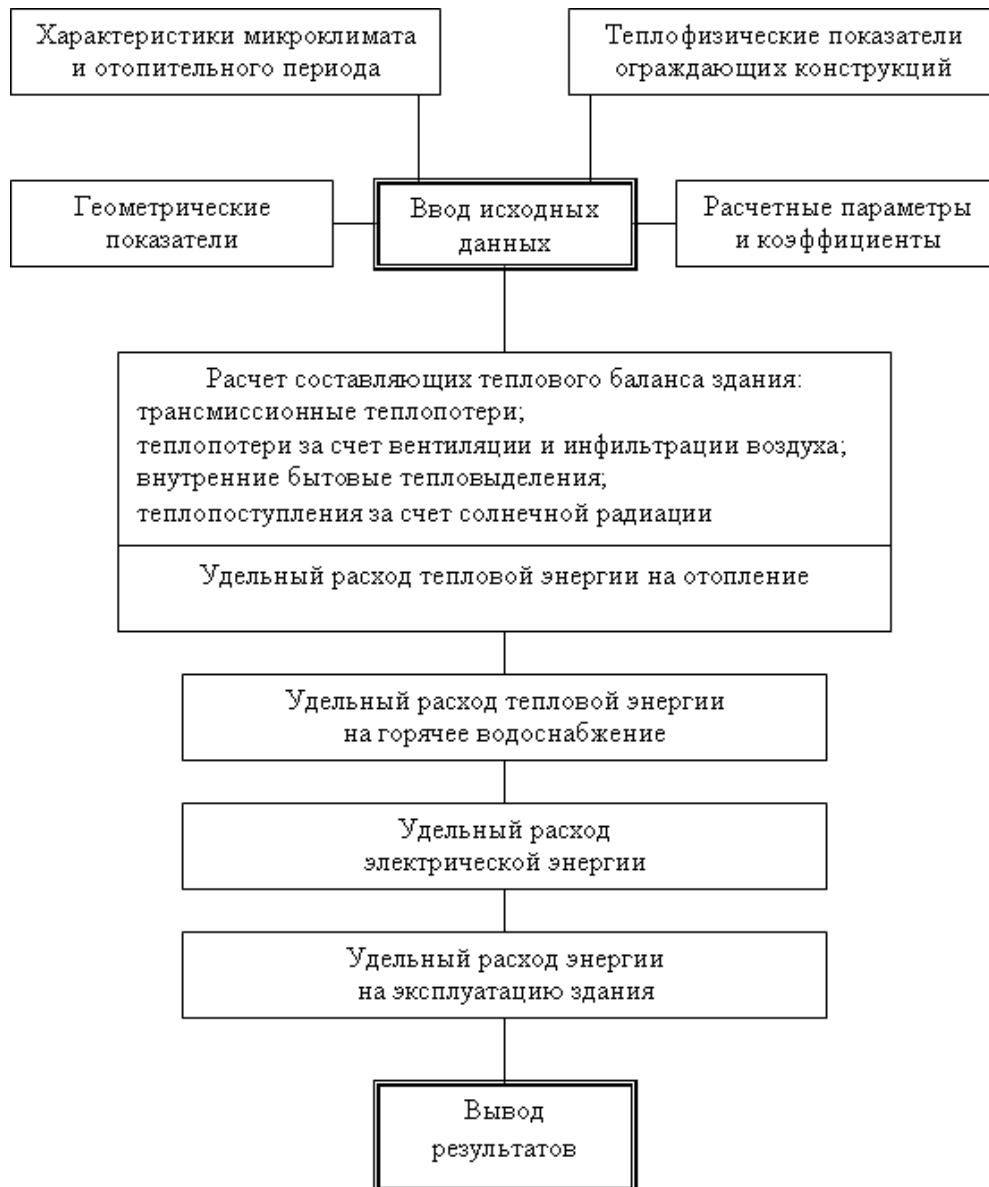 Характеристики микроклимата
и отопительного периода
Теплофизические показатели
ограждающих конструкций
Геометрические
показатели
Ввод исходных
данных
Расчетные параметры
и коэффициенты
Расчет составляющих теплового баланса здания:
трансмиссионные теплопотери;
теплопотери за счет вентиляции и инфильтрации воздуха;
внутренние бытовые тепловыделения;
теплопоступления за счет солнечной радиации
Удельный расход тепловой энергии на отопление
Удельный расход тепловой энергии
на горячее водоснабжение
Удельный расход
электрической энергии
Удельный расход энергии
на эксплуатацию здания
Вывод
результатов